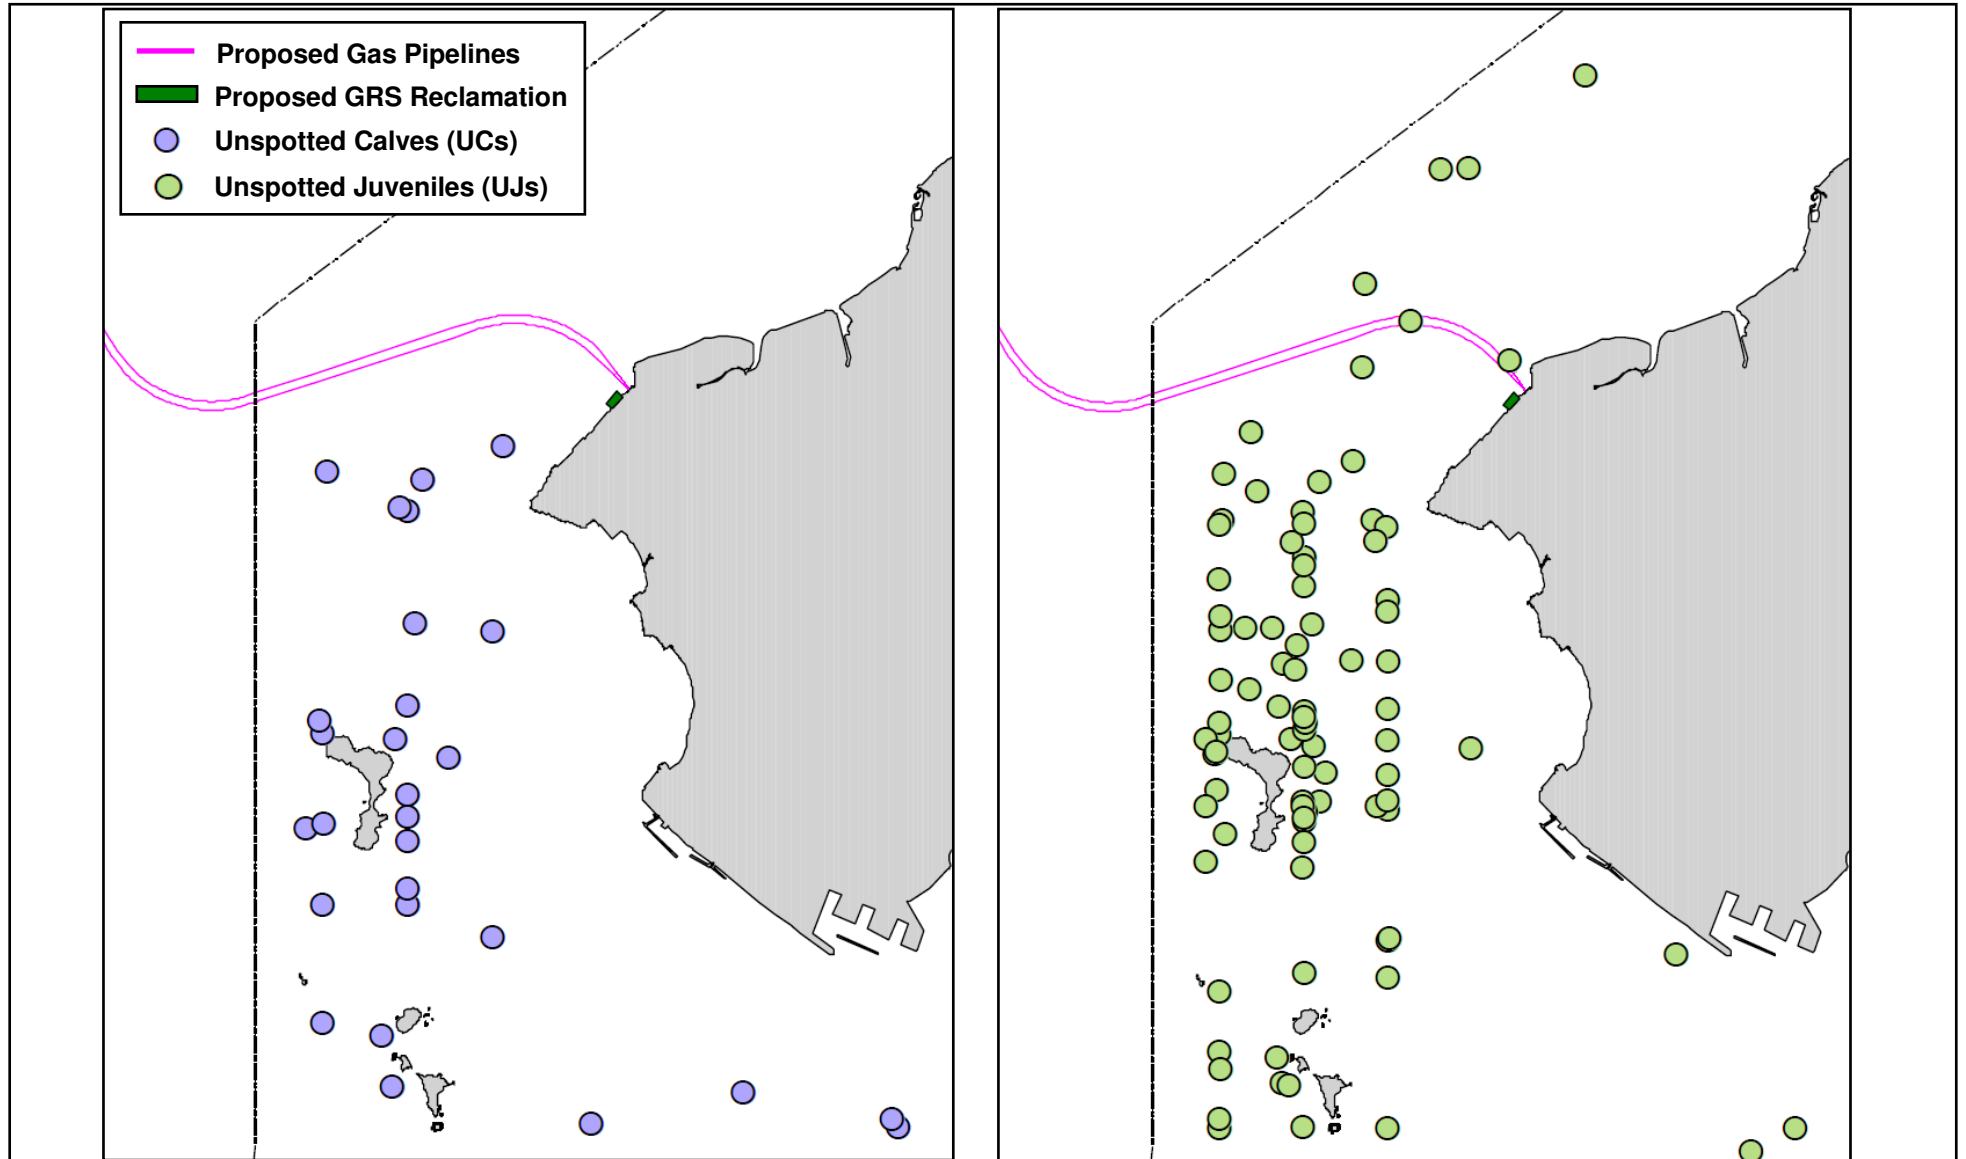 Proposed Gas Pipelines
Proposed GRS Reclamation
Unspotted Calves (UCs)
Unspotted Juveniles (UJs)